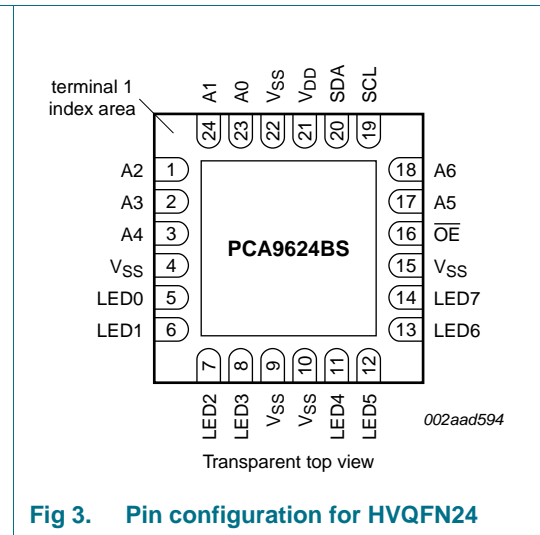 terminal 1
index area
A1
A0
VSS
VDD
SDA
SCL
24
23
22
21
20
19
A2 1
A3 2
A4 3
VSS 4
LED0 5
LED1 6
PCA9624BS
18 A6
17 A5
16 OE
15 VSS
14 LED7
13 LED6
7
8
9
10
11
12
LED2
LED3
VSS
VSS
LED4
LED5
002aad594
Transparent top view
Fig 3. Pin configuration for HVQFN24